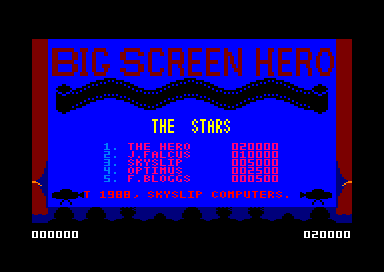 BIG SCREEN HERO
THE STARS
1. THE HERO 020000
2. J.FALCUS 010000
3. SKYSLIP 005000
4. OPTIMUS 002500
5. F.BLOGGS 000500
T 1988, SKYSLIP COMPUTERS.
000000 020000